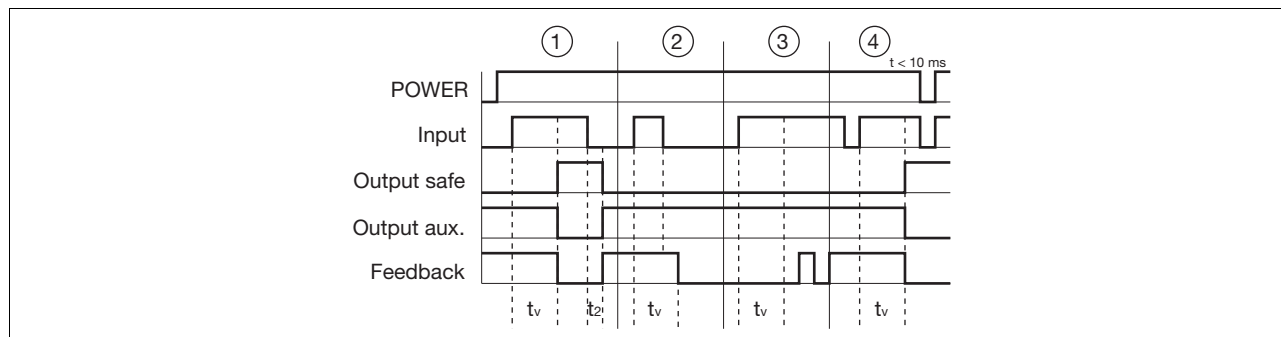 1 2 3 4
t < 10 ms
POWER
Input
Output safe
Output aux.
Feedback
tv t2 tv tv tv